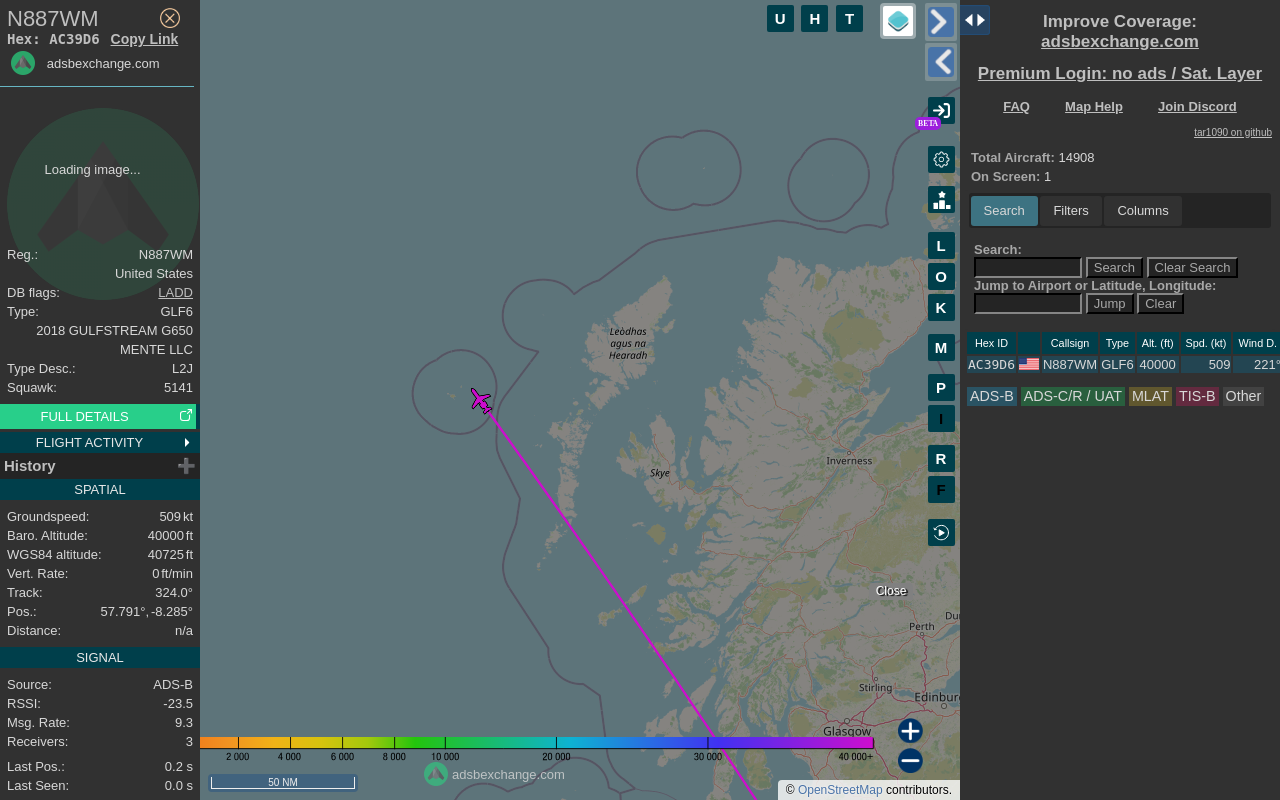 N887WM
Hex: AC39D6 Copy Link
adsbexchange.com
Loading image...
Reg.: N887WM
United States
DB flags: LADD
Type: GLF6
2018 GULFSTREAM G650
MENTE LLC
Type Desc.: L2J
Squawk: 5141
FULL DETAILS
FLIGHT ACTIVITY
History
SPATIAL
Groundspeed: 509 kt
Baro. Altitude: 40000 ft
WGS84 altitude: 40725 ft
Vert. Rate: 0 ft/min
Track: 324.0°
Pos.: 57.791°, -8.285°
Distance: n/a
SIGNAL
Source: ADS-B
RSSI: -23.5
Msg. Rate: 9.3
Receivers: 3
Last Pos.: 0.2 s
Last Seen: 0.0 s
U H T
BETA
L
O
K
M
P
I
R
F
Leòdhas
agus na
Hearadh
Skye
Inverness
Close
Perth
Du
Stirling
Edinbur
Glasgow
2 000 4 000 6 000 8 000 10 000 20 000 30 000 40 000+
50 NM
adsbexchange.com
© OpenStreetMap contributors.
Improve Coverage:
adsbexchange.com
Premium Login: no ads / Sat. Layer
FAQ Map Help Join Discord
tar1090 on github
Total Aircraft: 14908
On Screen: 1
Search Filters Columns
Search:
Search Clear Search
Jump to Airport or Latitude, Longitude:
Jump Clear
Hex ID Callsign Type Alt. (ft) Spd. (kt) Wind D.
AC39D6 N887WM GLF6 40000 509 221°
ADS-B ADS-C/R / UAT MLAT TIS-B Other